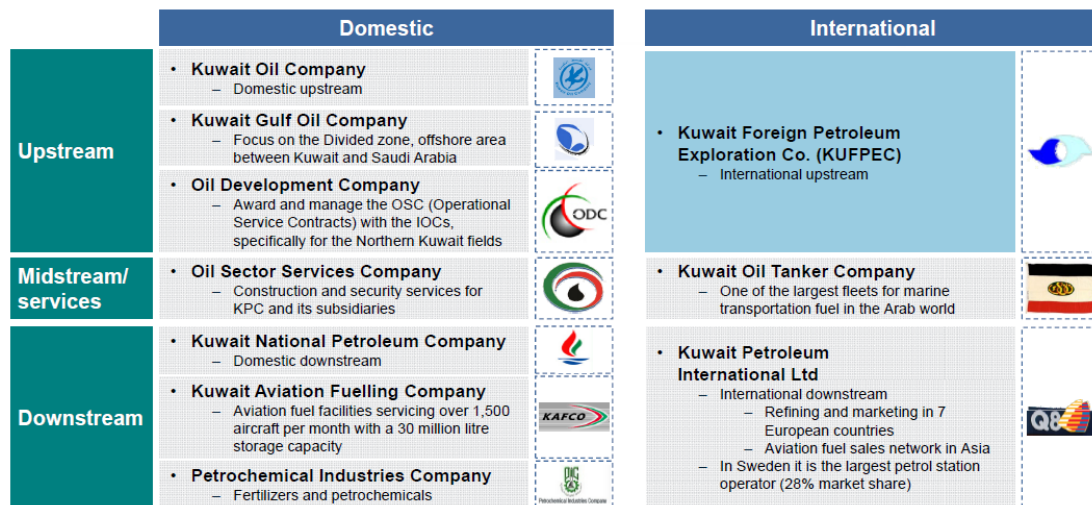 Domestic
International
Upstream
• Kuwait Oil Company
– Domestic upstream
• Kuwait Gulf Oil Company
– Focus on the Divided zone, offshore area
between Kuwait and Saudi Arabia
• Oil Development Company
– Award and manage the OSC (Operational
Service Contracts) with the IOCs,
specifically for the Northern Kuwait fields
ODC
• Kuwait Foreign Petroleum
Exploration Co. (KUFPEC)
– International upstream
Midstream/
services
• Oil Sector Services Company
– Construction and security services for
KPC and its subsidiaries
• Kuwait Oil Tanker Company
– One of the largest fleets for marine
transportation fuel in the Arab world
Downstream
• Kuwait National Petroleum Company
– Domestic downstream
• Kuwait Aviation Fuelling Company
– Aviation fuel facilities servicing over 1,500
aircraft per month with a 30 million litre
storage capacity
KAFCO
• Petrochemical Industries Company
– Fertilizers and petrochemicals
PIC
Petrochemical Industries Company
• Kuwait Petroleum
International Ltd
– International downstream
– Refining and marketing in 7
European countries
– Aviation fuel sales network in Asia
– In Sweden it is the largest petrol station
operator (28% market share)
Q8